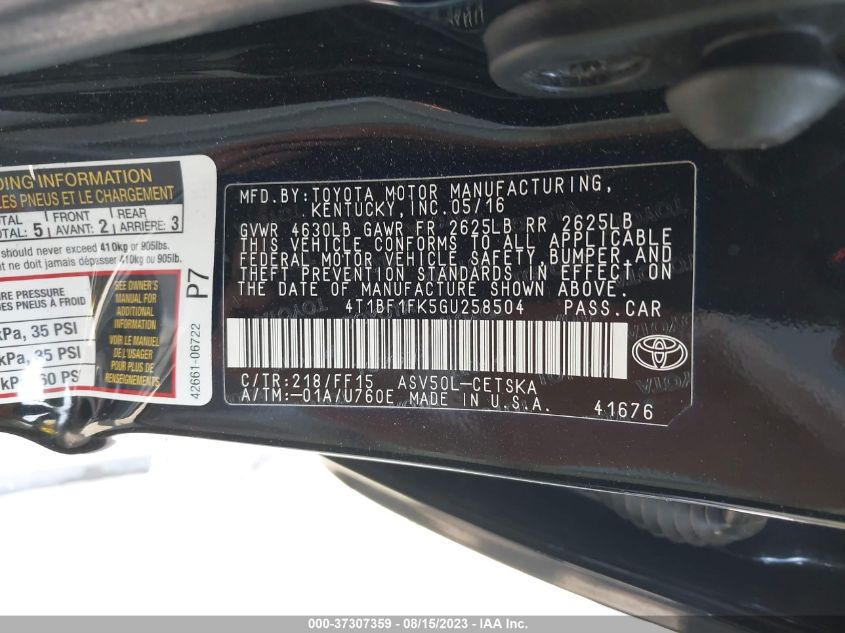 DING INFORMATION
LES PNEUS ET LE CHARGEMENT
TOTAL 5 FRONT AVANT: 2 REAR ARRIÈRE: 3
should never exceed 410kg or 905lbs.
nt ne doit jamais dépasser 410kg ou 905lb.
IRE PRESSURE
DES PNEUS À FROID
kPa, 35 PSI
kPa, 35 PSI
kPa, 60 PSI
SEE OWNER'S
MANUAL FOR
ADDITIONAL
INFORMATION
VOIR LE MANUEL
DE L'USAGER
POUR PLUS DE
RENSEIGNEMENTS
42661-06722 P7
MFD.BY:TOYOTA MOTOR MANUFACTURING,
KENTUCKY,INC.05/16
GVWR 4630LB GAWR FR 2625LB RR 2625LB
THIS VEHICLE CONFORMS TO ALL APPLICABLE
FEDERAL MOTOR VEHICLE SAFETY,BUMPER,AND
THEFT PREVENTION STANDARDS IN EFFECT ON
THE DATE OF MANUFACTURE SHOWN ABOVE.
4T1BF1FK5GU258504 PASS.CAR
C/TR:218/FF15 ASV50L-CETSKA
A/TM:-01A/U760E MADE IN U.S.A. 41676
000-37307359 - 08/15/2023 - IAA Inc.